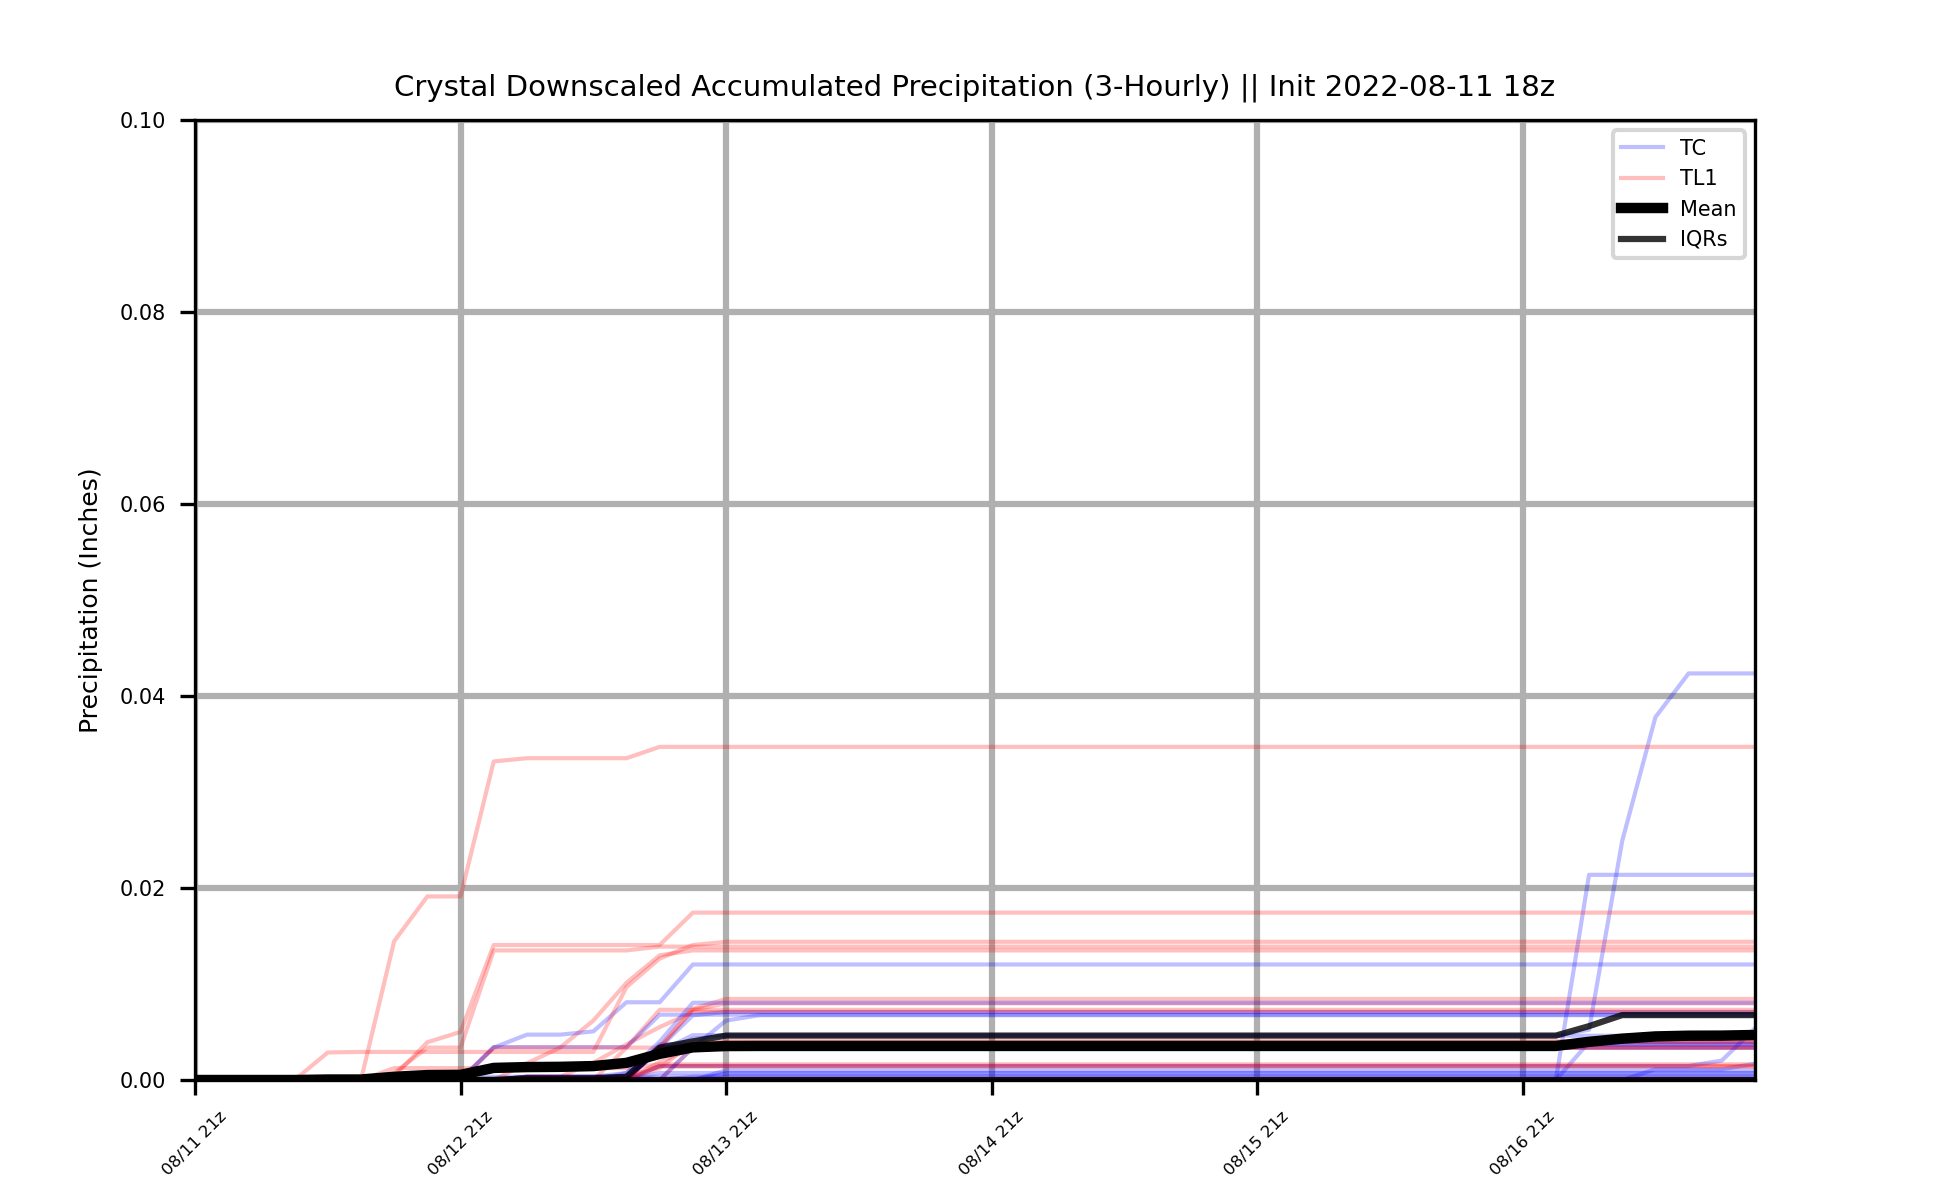 Crystal Downscaled Accumulated Precipitation (3-Hourly) || Init 2022-08-11 18z
TC
TL1
Mean
IQRs
Precipitation (Inches)
0.10
0.08
0.06
0.04
0.02
0.00
08/11 21z
08/12 21z
08/13 21z
08/14 21z
08/15 21z
08/16 21z